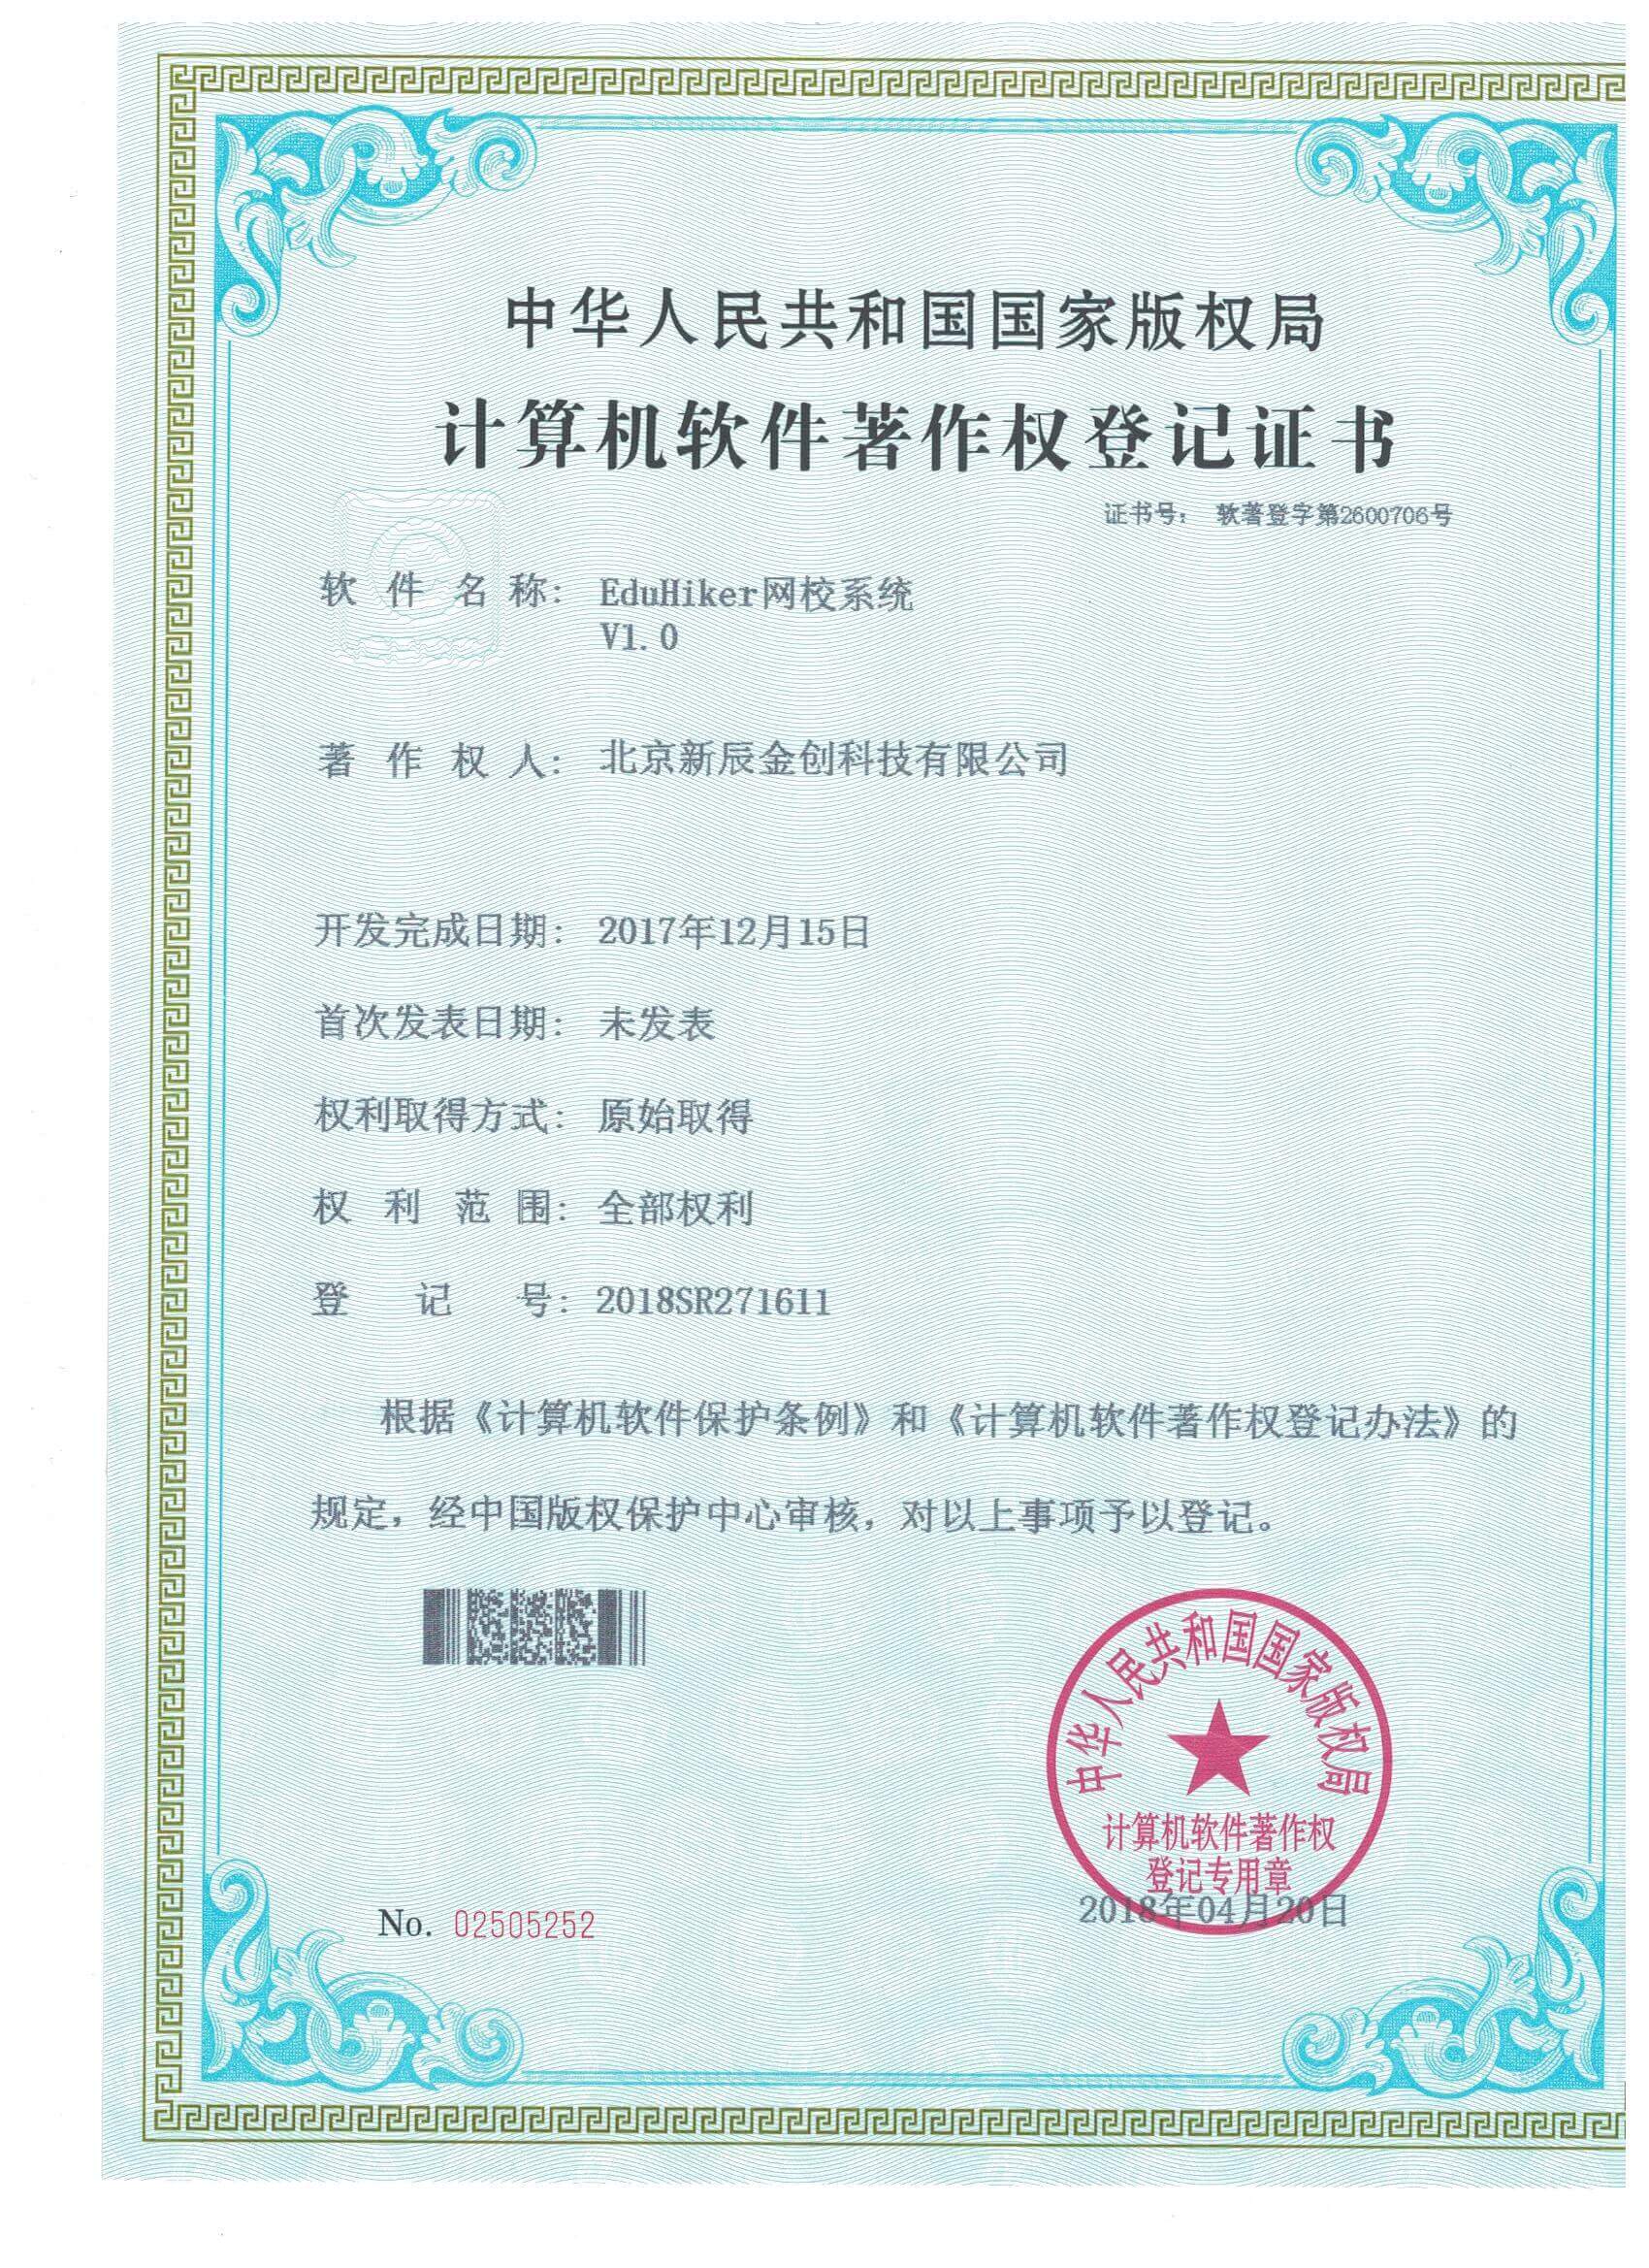 中华人民共和国国家版权局
计算机软件著作权登记证书
证书号： 软著登字第2600706号
软件名称： EduHiker网校系统
V1.0
著作权人： 北京新辰金创科技有限公司
开发完成日期： 2017年12月15日
首次发表日期： 未发表
权利取得方式： 原始取得
权利范围： 全部权利
登记号： 2018SR271611
根据《计算机软件保护条例》和《计算机软件著作权登记办法》的
规定，经中国版权保护中心审核，对以上事项予以登记。
中华人民共和国国家版权局
计算机软件著作权
登记专用章
2018年04月20日
No. 02505252